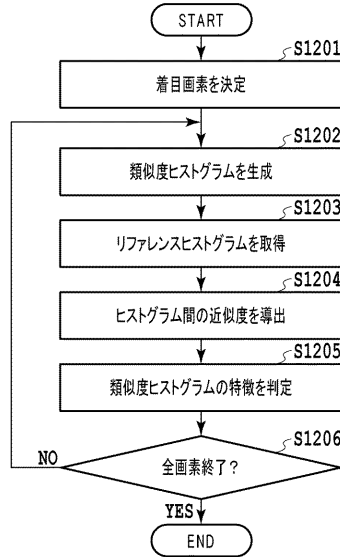 START
S1201
着目画素を決定
S1202
類似度ヒストグラムを生成
S1203
リファレンスヒストグラムを取得
S1204
ヒストグラム間の近似度を導出
S1205
類似度ヒストグラムの特徴を判定
S1206
全画素終了?
NO
YES
END